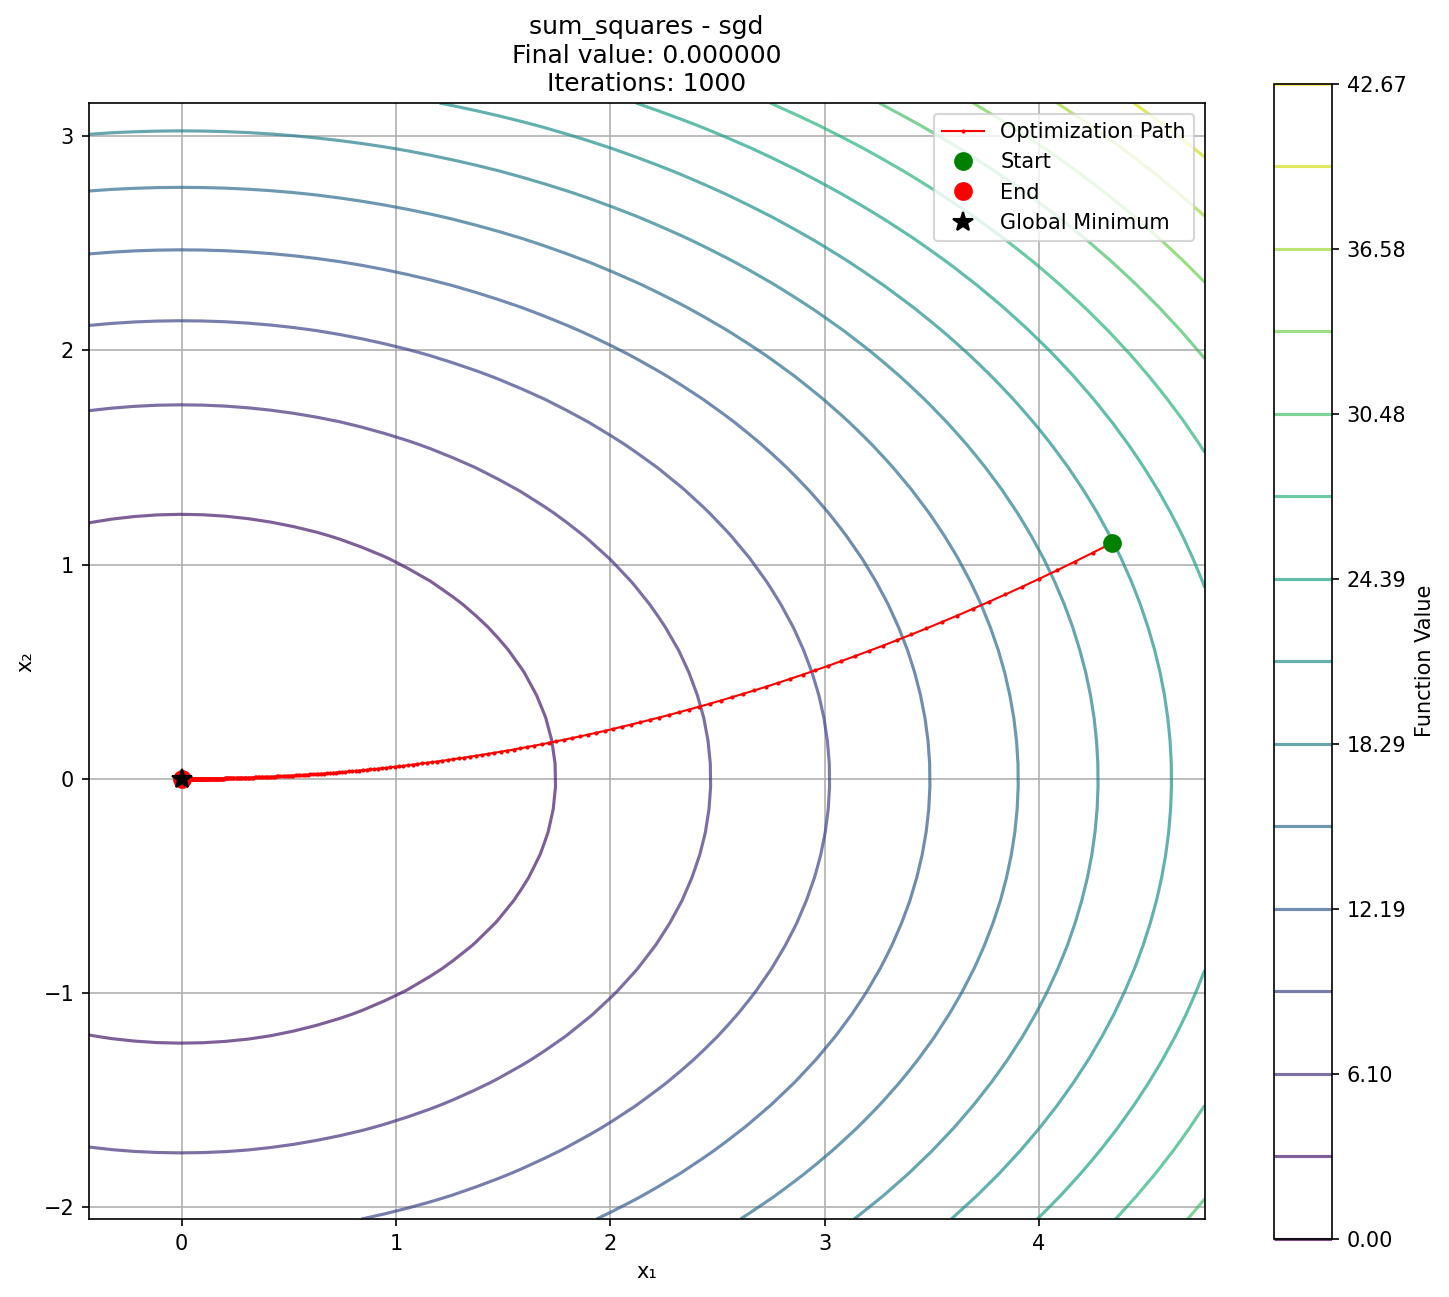 sum_squares - sgd
Final value: 0.000000
Iterations: 1000
Optimization Path
Start
End
Global Minimum
3
2
1
0
−1
−2
x₂
0
1
2
3
4
x₁
42.67
36.58
30.48
24.39
18.29
12.19
6.10
0.00
Function Value